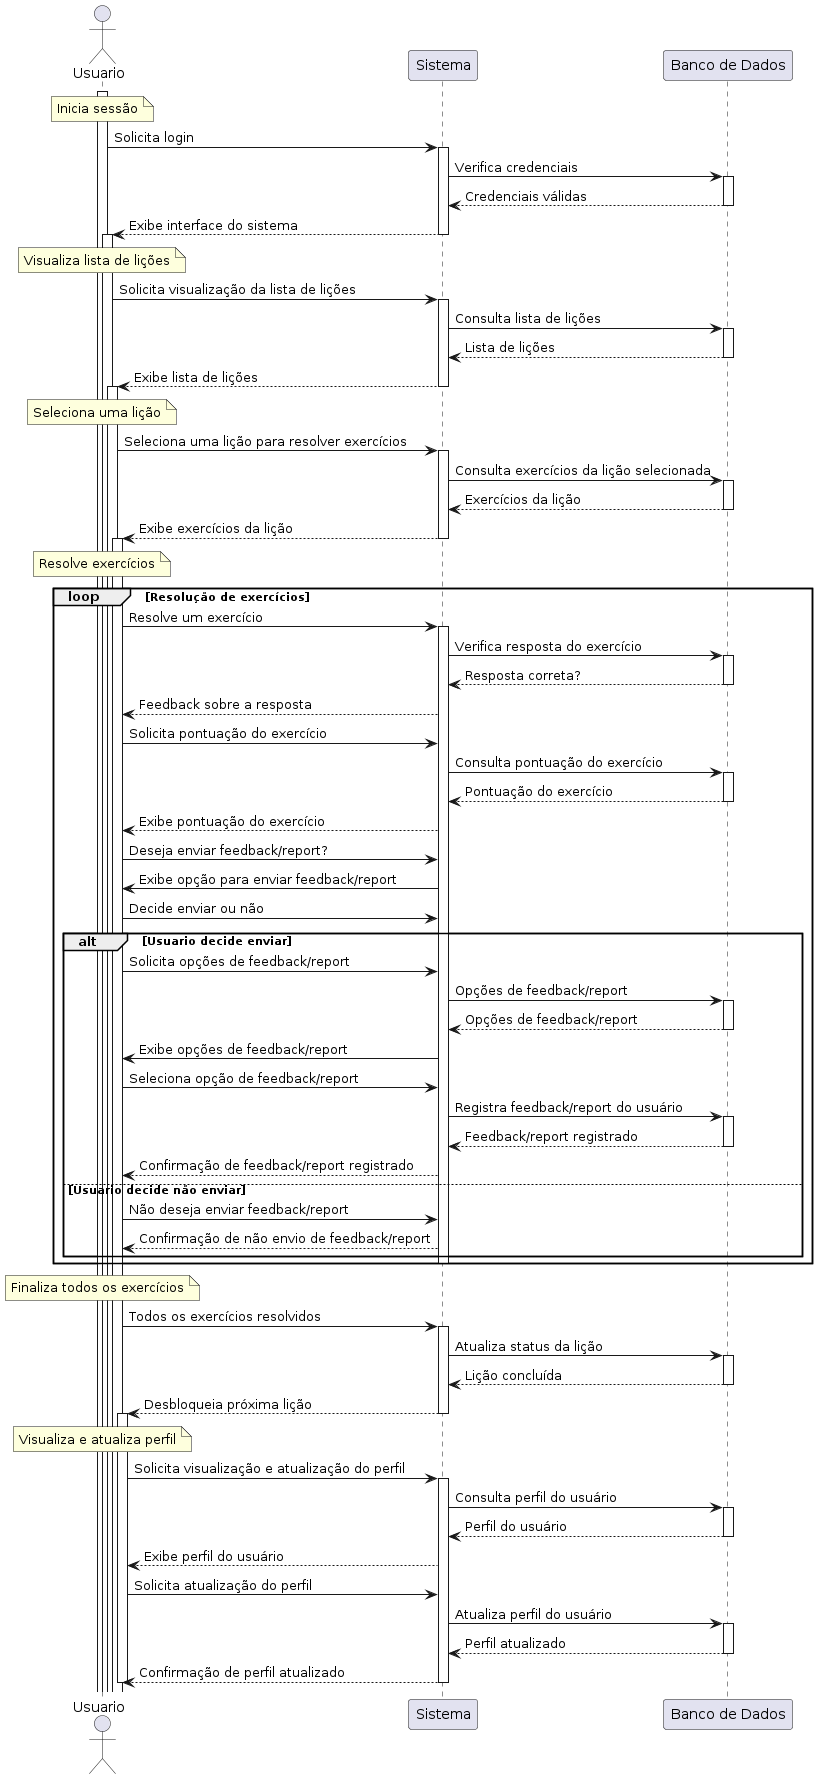 Usuario
Sistema
Banco de Dados
Inicia sessão
Solicita login
Verifica credenciais
Credenciais válidas
Exibe interface do sistema
Visualiza lista de lições
Solicita visualização da lista de lições
Consulta lista de lições
Lista de lições
Exibe lista de lições
Seleciona uma lição
Seleciona uma lição para resolver exercícios
Consulta exercícios da lição selecionada
Exercícios da lição
Exibe exercícios da lição
Resolve exercícios
loop [Resolução de exercícios]
Resolve um exercício
Verifica resposta do exercício
Resposta correta?
Feedback sobre a resposta
Solicita pontuação do exercício
Consulta pontuação do exercício
Pontuação do exercício
Exibe pontuação do exercício
Deseja enviar feedback/report?
Exibe opção para enviar feedback/report
Decide enviar ou não
alt [Usuario decide enviar]
Solicita opções de feedback/report
Opções de feedback/report
Opções de feedback/report
Exibe opções de feedback/report
Seleciona opção de feedback/report
Registra feedback/report do usuário
Feedback/report registrado
Confirmação de feedback/report registrado
[Usuario decide não enviar]
Não deseja enviar feedback/report
Confirmação de não envio de feedback/report
Finaliza todos os exercícios
Todos os exercícios resolvidos
Atualiza status da lição
Lição concluída
Desbloqueia próxima lição
Visualiza e atualiza perfil
Solicita visualização e atualização do perfil
Consulta perfil do usuário
Perfil do usuário
Exibe perfil do usuário
Solicita atualização do perfil
Atualiza perfil do usuário
Perfil atualizado
Confirmação de perfil atualizado
Usuario
Sistema
Banco de Dados